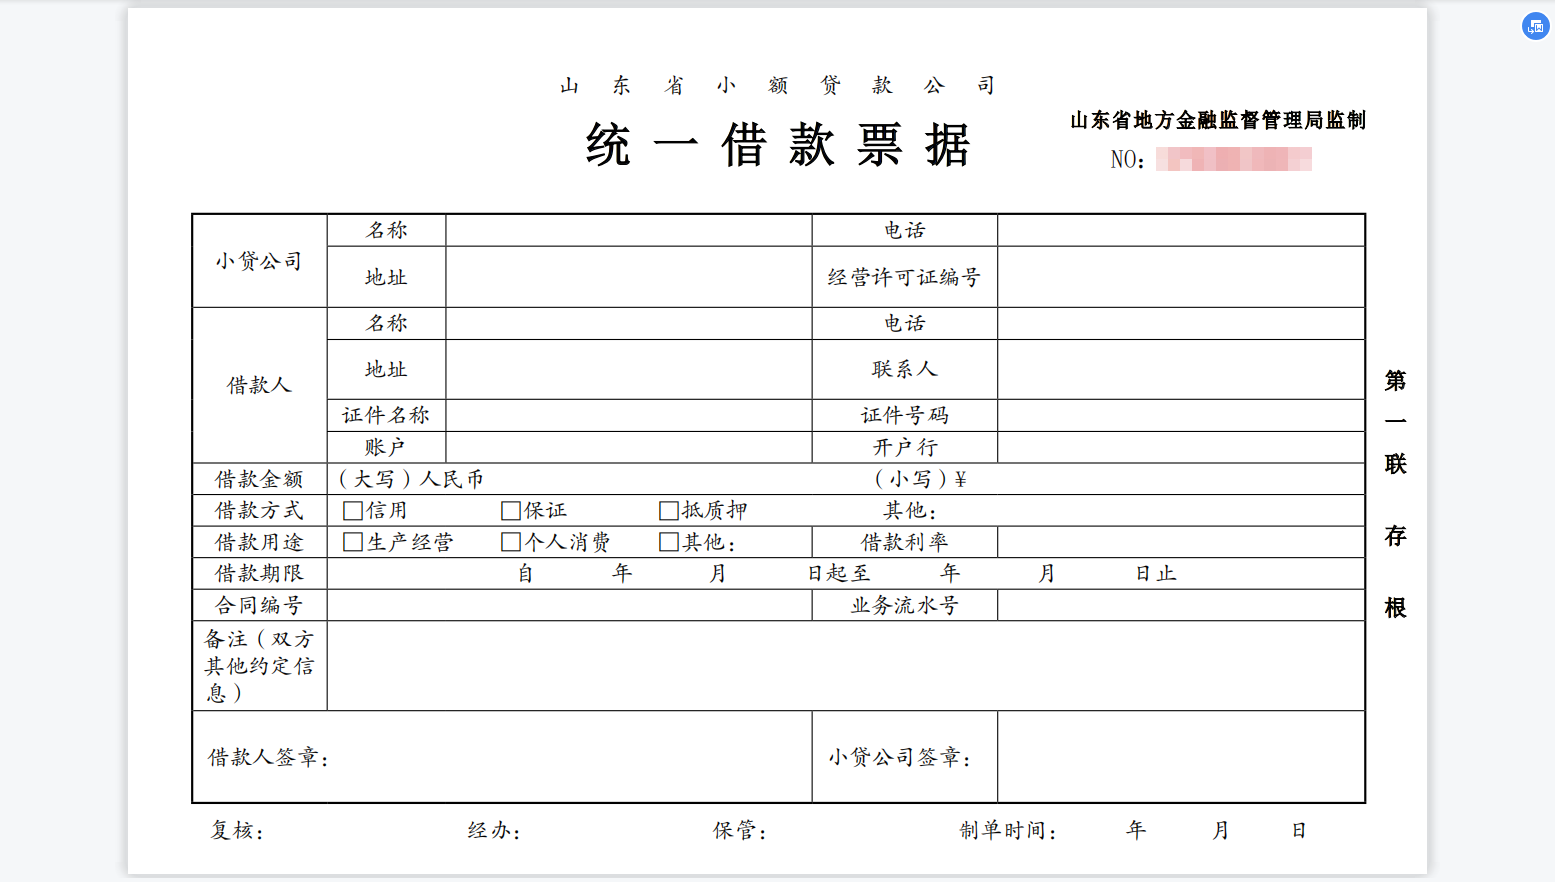 山东省小额贷款公司
统一借款票据
山东省地方金融监督管理局监制
NO：
小贷公司 名称 电话
地址 经营许可证编号
借款人 名称 电话
地址 联系人
证件名称 证件号码
账户 开户行
借款金额 （大写）人民币 （小写）¥
借款方式 □信用 □保证 □抵质押 其他：
借款用途 □生产经营 □个人消费 □其他： 借款利率
借款期限 自 年 月 日起至 年 月 日止
合同编号 业务流水号
备注（双方
其他约定信
息）
借款人签章： 小贷公司签章：
复核： 经办： 保管： 制单时间： 年 月 日
第一联存根